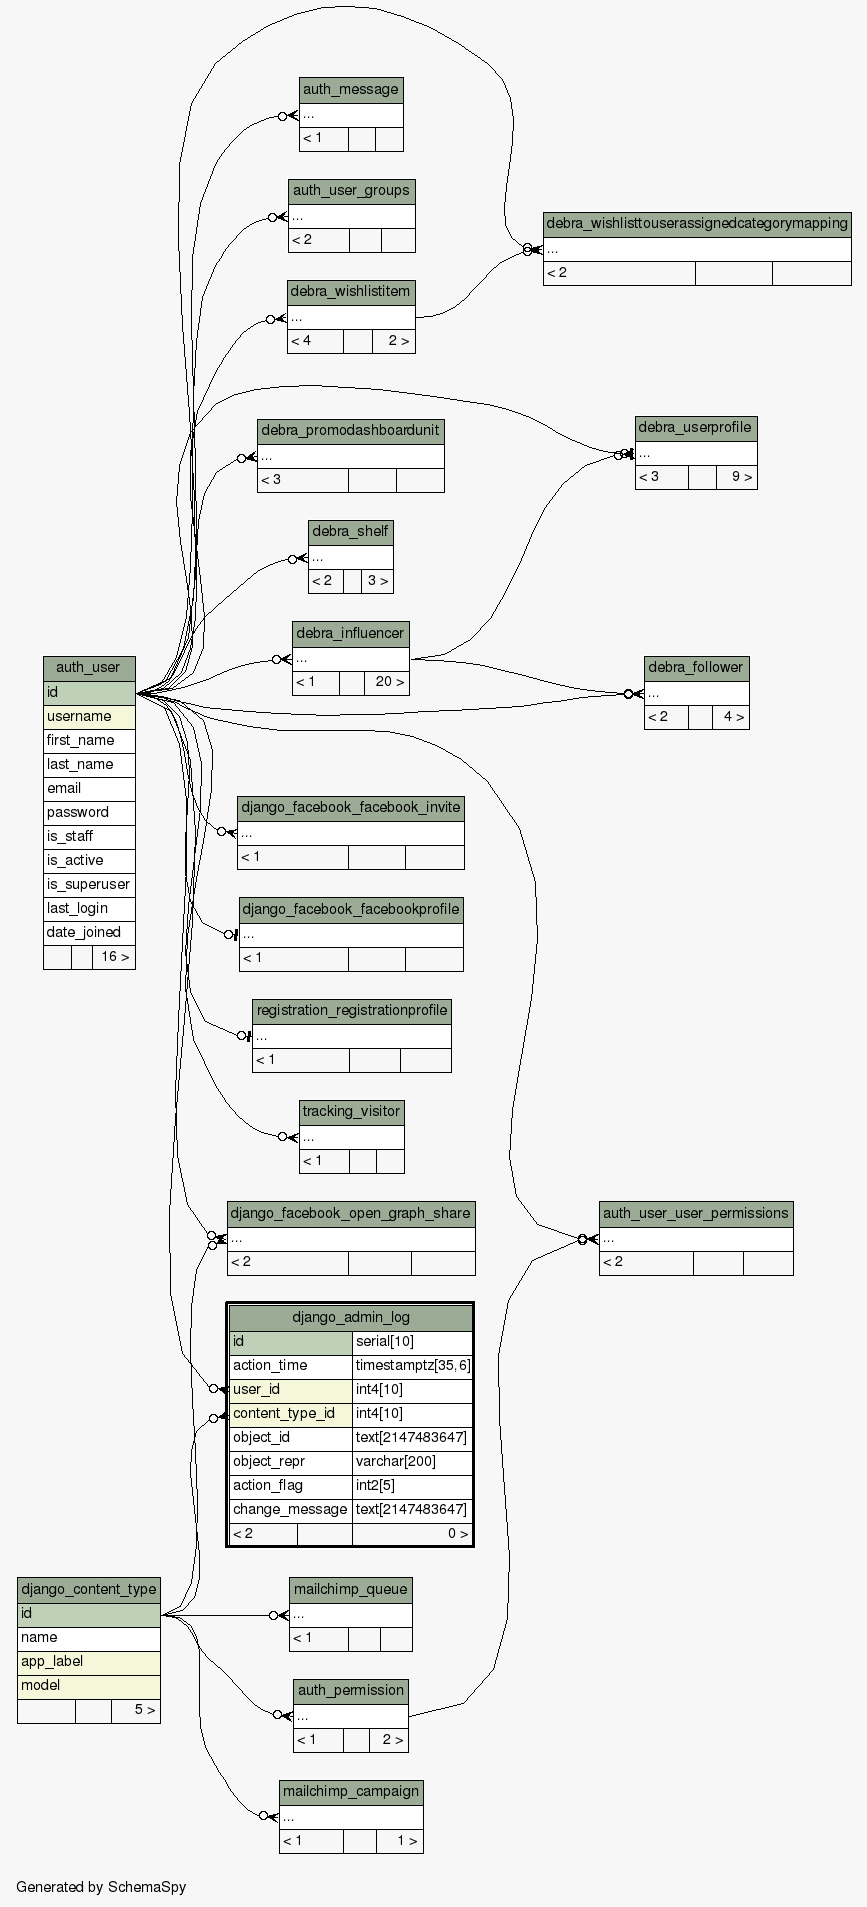 auth_message
...
< 1
auth_user_groups
...
< 2
debra_wishlisttouserassignedcategorymapping
...
< 2
debra_wishlistitem
...
< 4 2 >
debra_promodashboardunit
...
< 3
debra_userprofile
...
< 3 9 >
debra_shelf
...
< 2 3 >
debra_influencer
...
< 1 20 >
auth_user
id
username
first_name
last_name
email
password
is_staff
is_active
is_superuser
last_login
date_joined
16 >
debra_follower
...
< 2 4 >
django_facebook_facebook_invite
...
< 1
django_facebook_facebookprofile
...
< 1
registration_registrationprofile
...
< 1
tracking_visitor
...
< 1
django_facebook_open_graph_share
...
< 2
auth_user_user_permissions
...
< 2
django_admin_log
id serial[10]
action_time timestamptz[35,6]
user_id int4[10]
content_type_id int4[10]
object_id text[2147483647]
object_repr varchar[200]
action_flag int2[5]
change_message text[2147483647]
< 2 0 >
django_content_type
id
name
app_label
model
5 >
mailchimp_queue
...
< 1
auth_permission
...
< 1 2 >
mailchimp_campaign
...
< 1 1 >
Generated by SchemaSpy